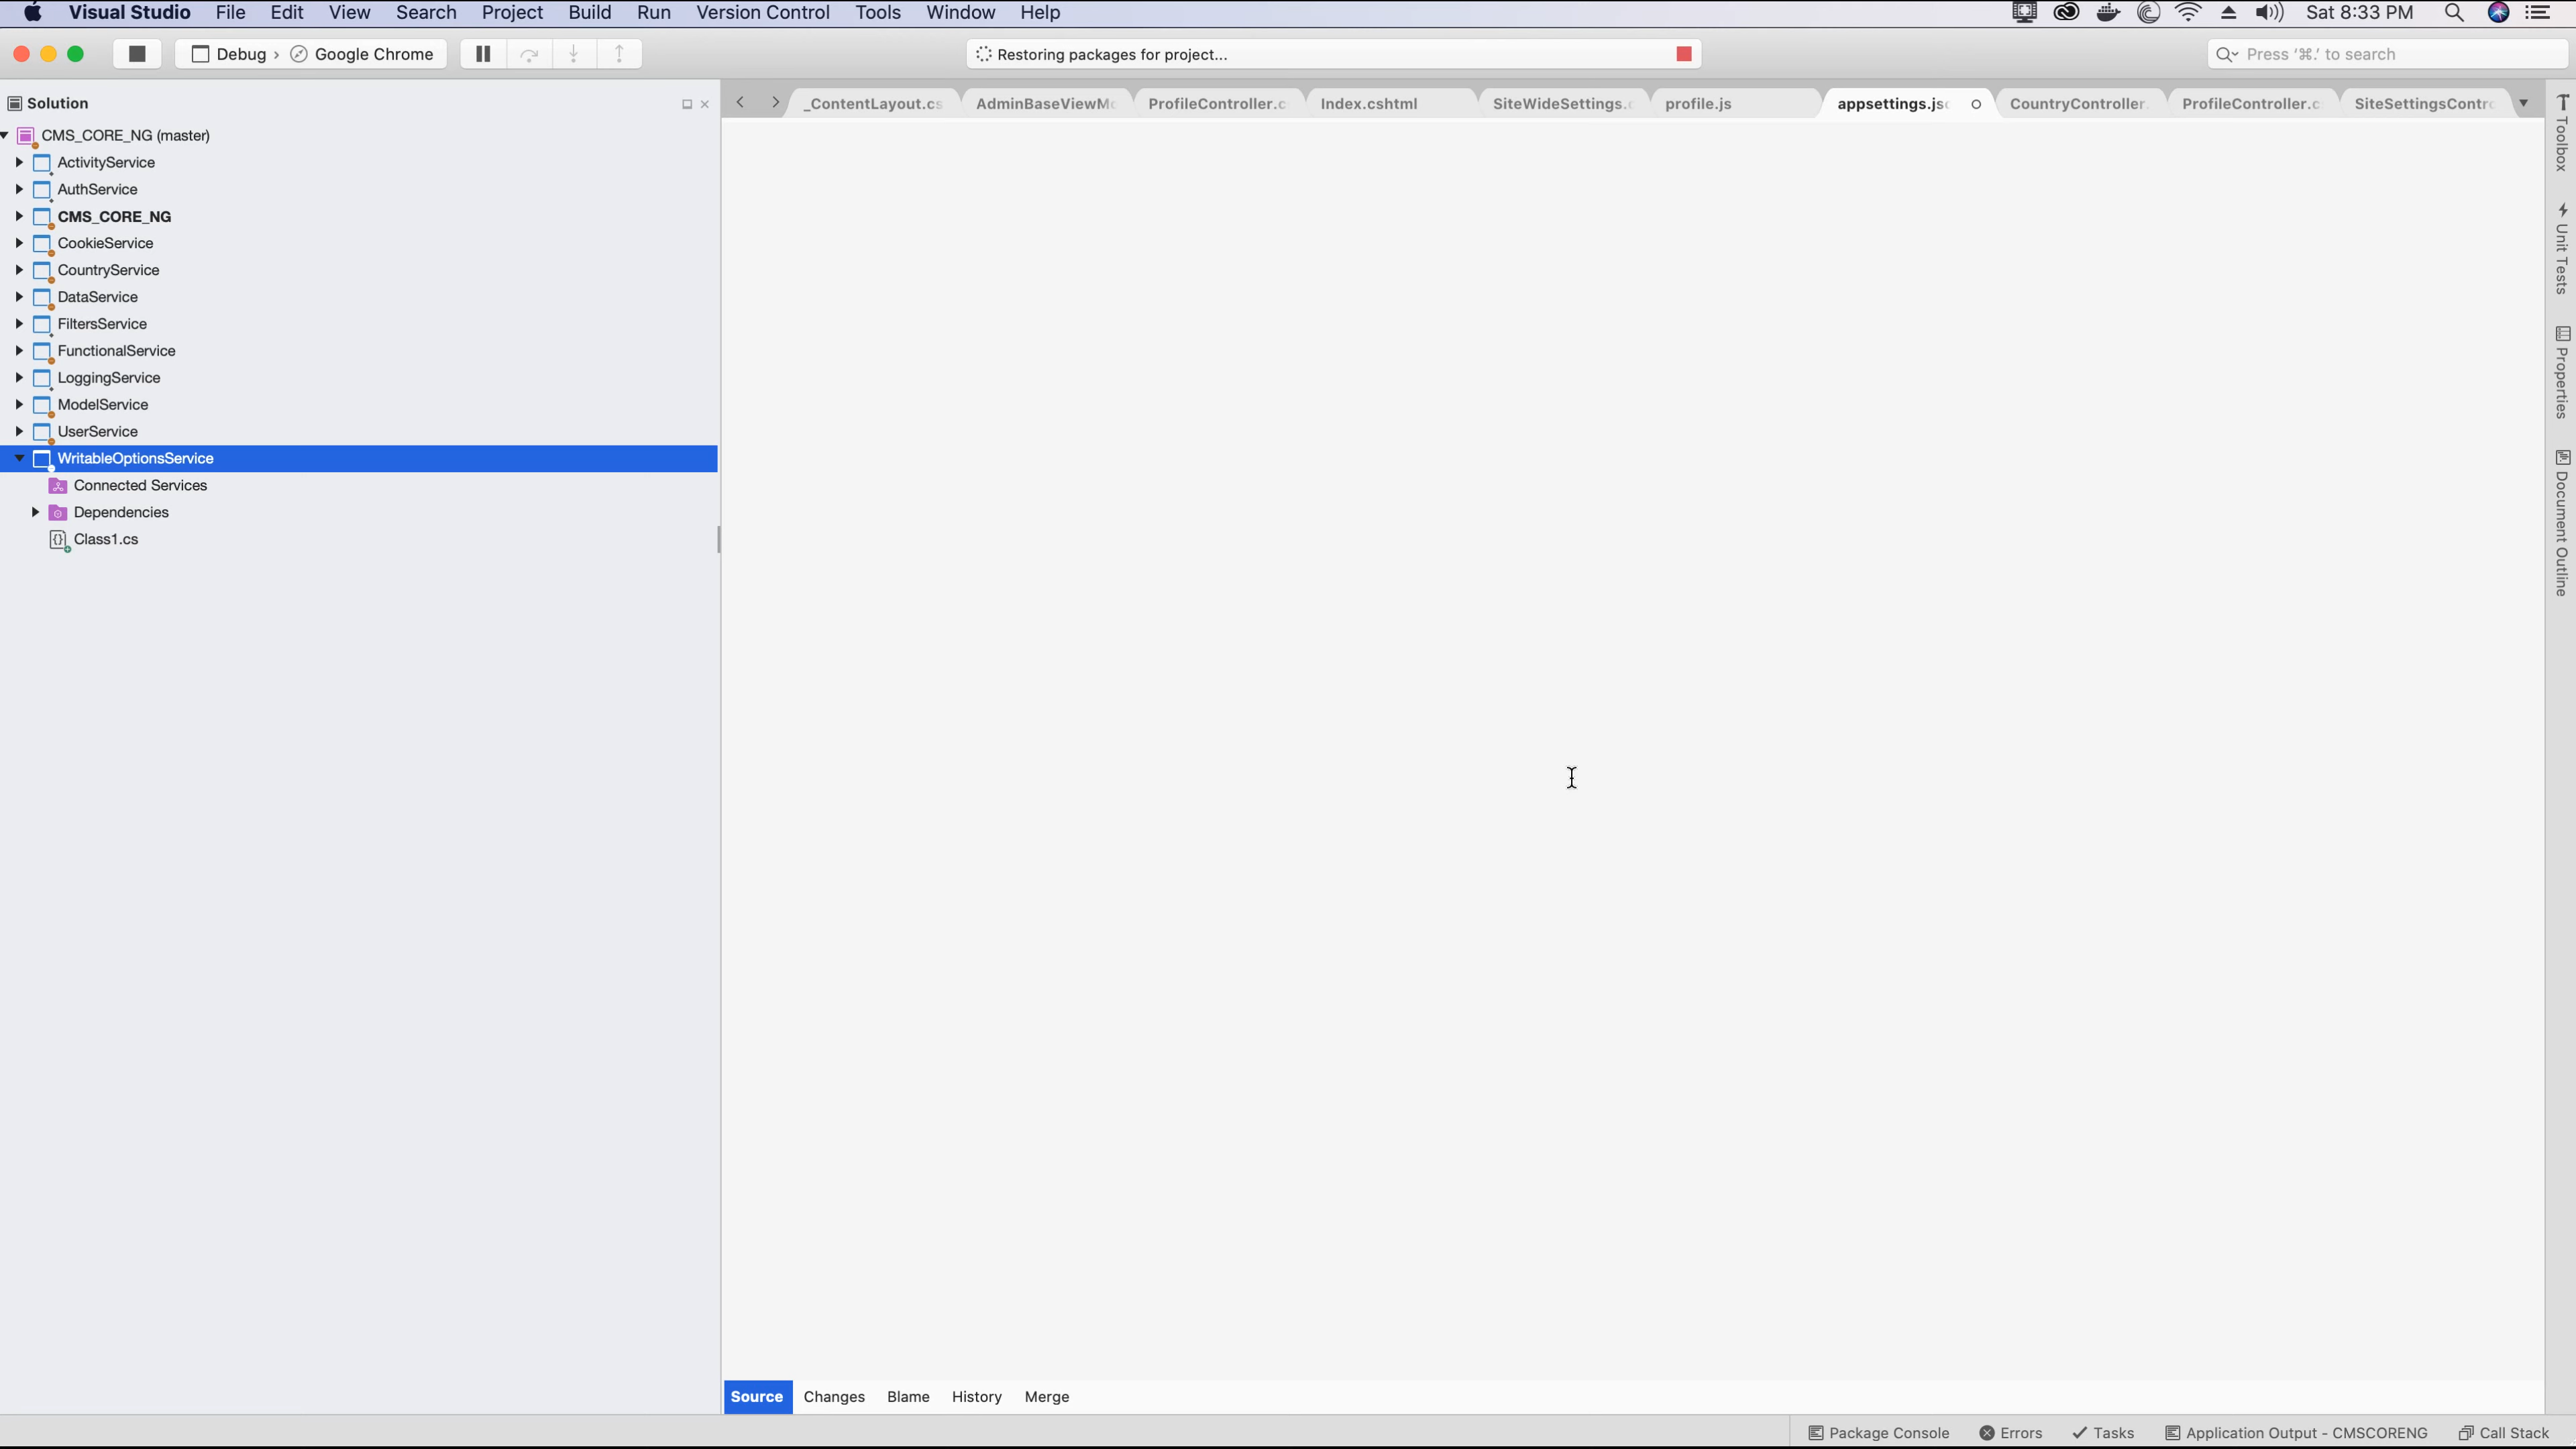 Visual Studio File Edit View Search Project Build Run Version Control Tools Window Help Sat 8:33 PM
Debug › Google Chrome Restoring packages for project... Press '⌘.' to search
Solution
_ContentLayout.cs AdminBaseViewMo ProfileController.c Index.cshtml SiteWideSettings.c profile.js appsettings.jso CountryController. ProfileController.c SiteSettingsContro
CMS_CORE_NG (master)
ActivityService
AuthService
CMS_CORE_NG
CookieService
CountryService
DataService
FiltersService
FunctionalService
LoggingService
ModelService
UserService
WritableOptionsService
Connected Services
Dependencies
Class1.cs
Toolbox
Unit Tests
Properties
Document Outline
Source Changes Blame History Merge
Package Console Errors Tasks Application Output - CMSCORENG Call Stack